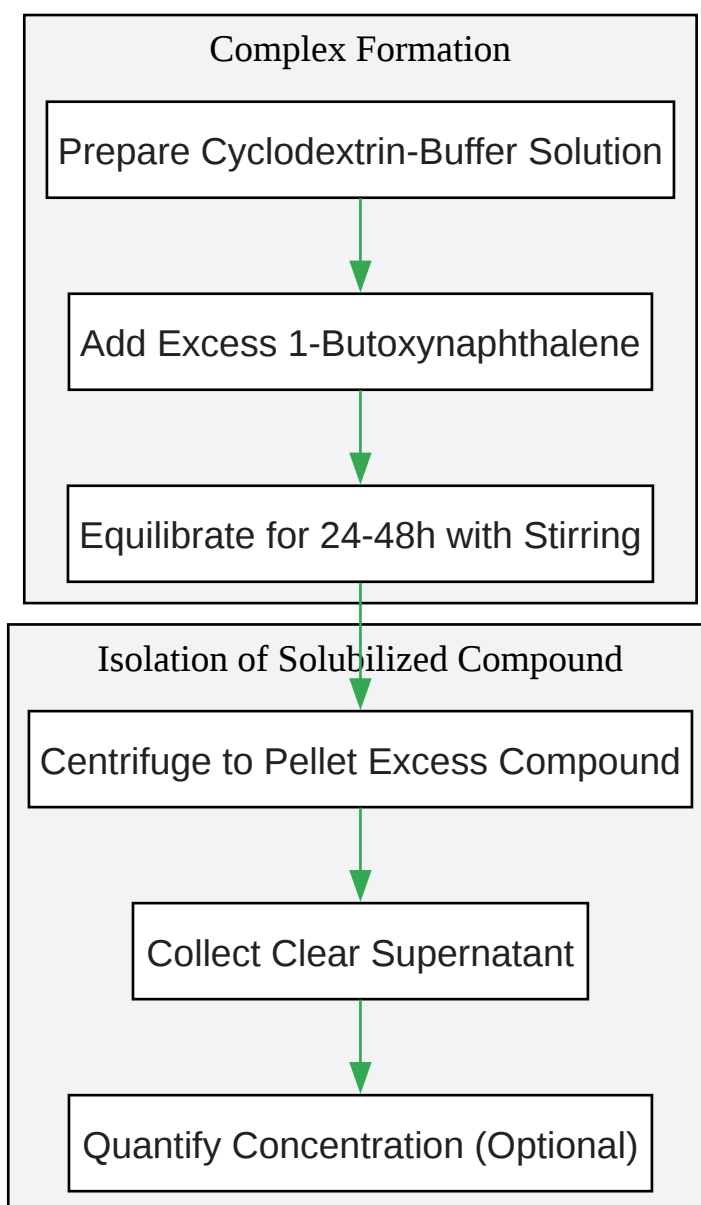 Complex Formation
Prepare Cyclodextrin-Buffer Solution
Add Excess 1-Butoxynaphthalene
Equilibrate for 24-48h with Stirring
Isolation of Solubilized Compound
Centrifuge to Pellet Excess Compound
Collect Clear Supernatant
Quantify Concentration (Optional)